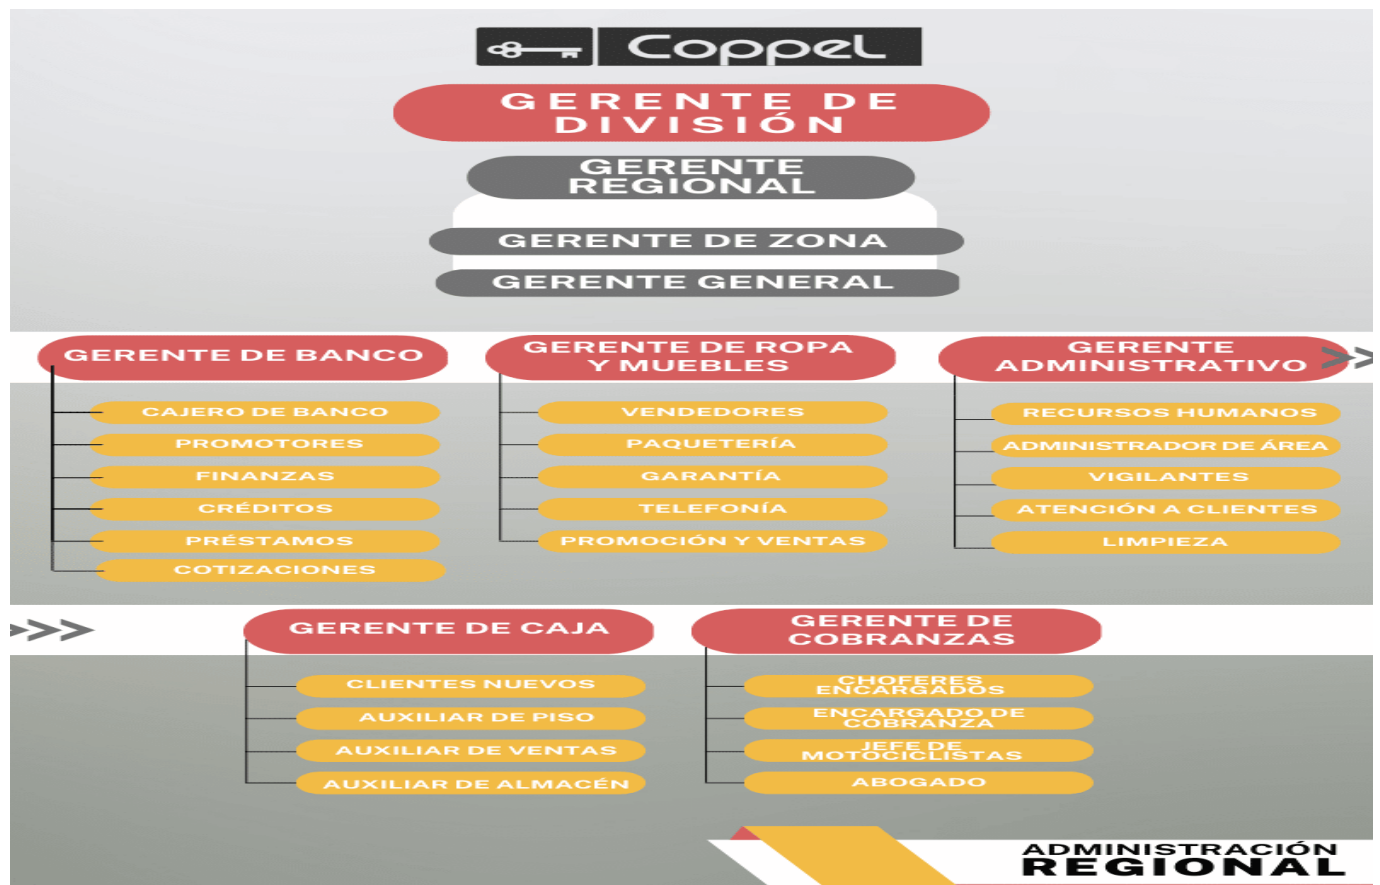 Coppel
GERENTE DE
DIVISIÓN
GERENTE
REGIONAL
GERENTE DE ZONA
GERENTE GENERAL
GERENTE DE BANCO
CAJERO DE BANCO
PROMOTORES
FINANZAS
CRÉDITOS
PRÉSTAMOS
COTIZACIONES
GERENTE DE ROPA
Y MUEBLES
VENDEDORES
PAQUETERÍA
GARANTÍA
TELEFONÍA
PROMOCIÓN Y VENTAS
GERENTE
ADMINISTRATIVO
RECURSOS HUMANOS
ADMINISTRADOR DE ÁREA
VIGILANTES
ATENCIÓN A CLIENTES
LIMPIEZA
GERENTE DE CAJA
CLIENTES NUEVOS
AUXILIAR DE PISO
AUXILIAR DE VENTAS
AUXILIAR DE ALMACÉN
GERENTE DE
COBRANZAS
CHOFERES
ENCARGADOS
ENCARGADO DE
COBRANZA
JEFE DE
MOTOCICLISTAS
ABOGADO
ADMINISTRACIÓN
REGIONAL